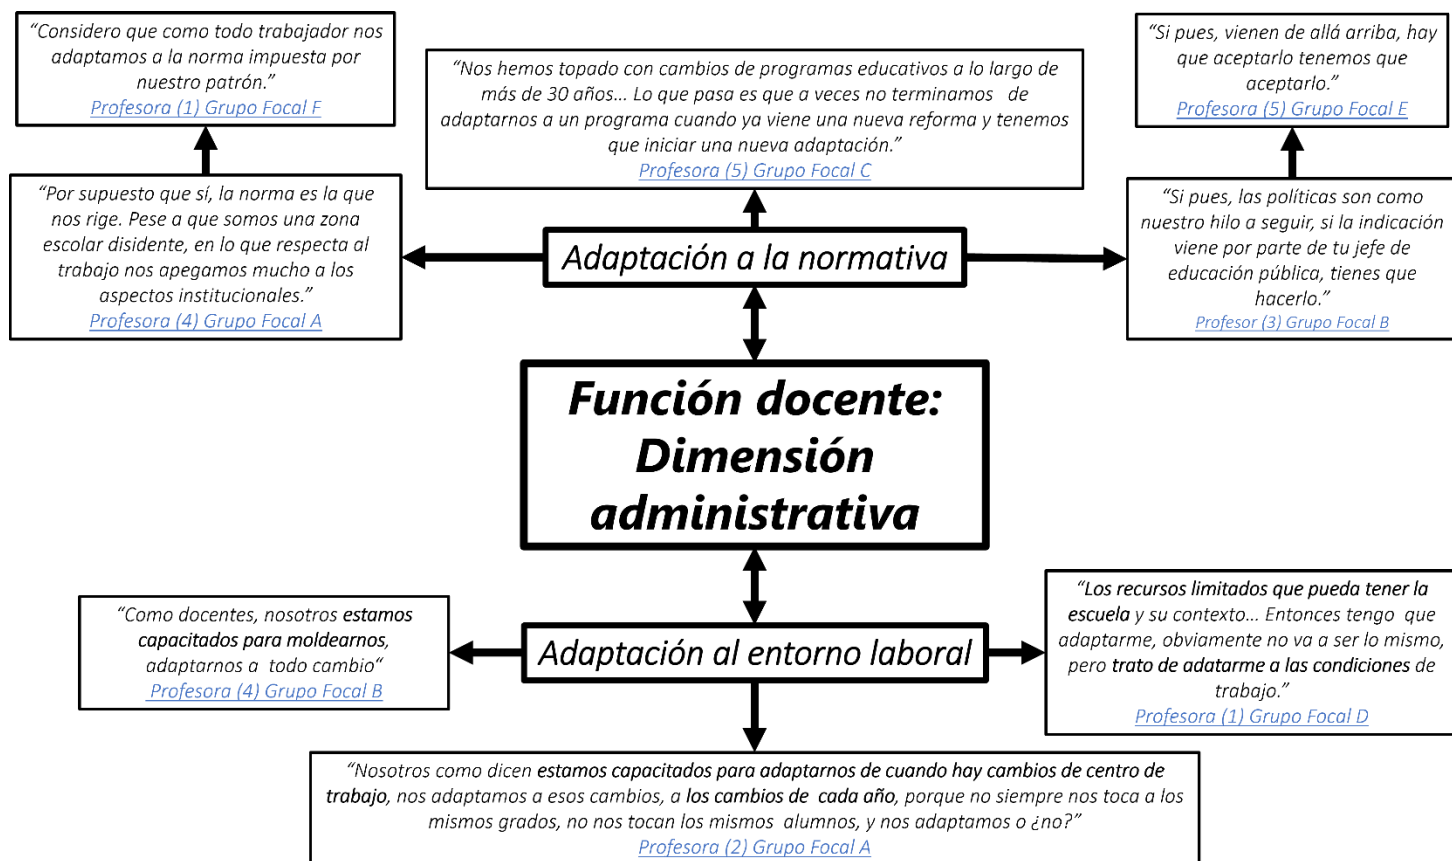 “Considero que como todo trabajador nos
adaptamos a la norma impuesta por
nuestro patrón.”
Profesora (1) Grupo Focal F
“Nos hemos topado con cambios de programas educativos a lo largo de
más de 30 años... Lo que pasa es que a veces no terminamos de
adaptarnos a un programa cuando ya viene una nueva reforma y tenemos
que iniciar una nueva adaptación.”
Profesora (5) Grupo Focal C
“Si pues, vienen de allá arriba, hay
que aceptarlo tenemos que
aceptarlo.”
Profesora (5) Grupo Focal E
“Por supuesto que sí, la norma es la que
nos rige. Pese a que somos una zona
escolar disidente, en lo que respecta al
trabajo nos apegamos mucho a los
aspectos institucionales.”
Profesora (4) Grupo Focal A
Adaptación a la normativa
“Si pues, las políticas son como
nuestro hilo a seguir, si la indicación
viene por parte de tu jefe de
educación pública, tienes que
hacerlo.”
Profesor (3) Grupo Focal B
Función docente:
Dimensión
administrativa
“Como docentes, nosotros estamos
capacitados para moldearnos,
adaptarnos a todo cambio“
Profesora (4) Grupo Focal B
Adaptación al entorno laboral
“Los recursos limitados que pueda tener la
escuela y su contexto... Entonces tengo que
adaptarme, obviamente no va a ser lo mismo,
pero trato de adatarme a las condiciones de
trabajo.”
Profesora (1) Grupo Focal D
“Nosotros como dicen estamos capacitados para adaptarnos de cuando hay cambios de centro de
trabajo, nos adaptamos a esos cambios, a los cambios de cada año, porque no siempre nos toca a los
mismos grados, no nos tocan los mismos alumnos, y nos adaptamos o ¿no?”
Profesora (2) Grupo Focal A